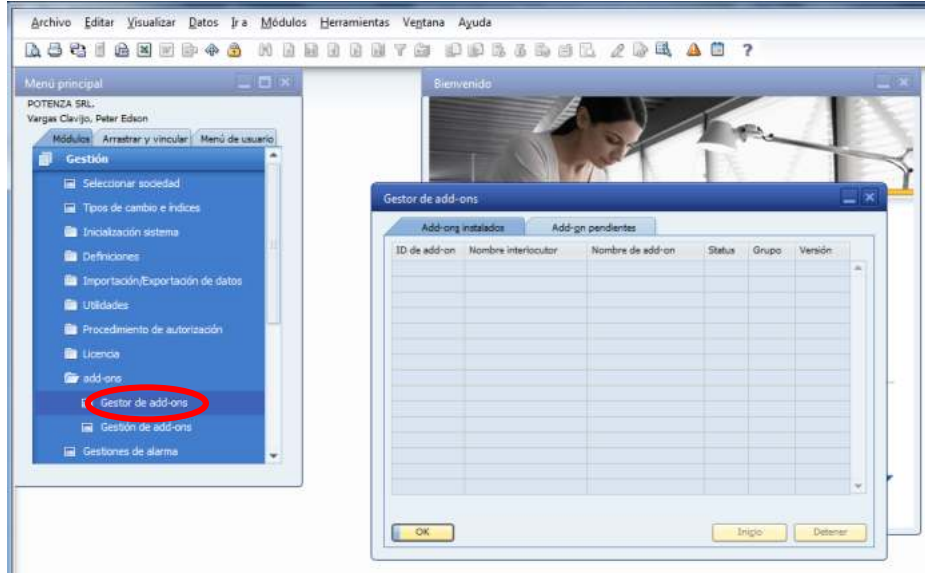 Archivo Editar Visualizar Datos Ir a Módulos Herramientas Ventana Ayuda
Menú principal
POTENZA SRL.
Vargas Clavijo, Peter Edson
Módulos Arrastrar y vincular Menú de usuario
Gestión
Seleccionar sociedad
Tipos de cambio e índices
Inicialización sistema
Definiciones
Importación/Exportación de datos
Utilidades
Procedimiento de autorización
Licencia
add-ons
Gestor de add-ons
Gestión de add-ons
Gestiones de alarma
Bienvenido
Gestor de add-ons
Add-ons instalados Add-on pendientes
ID de add-on Nombre interlocutor Nombre de add-on Status Grupo Versión
OK Inicio Detener